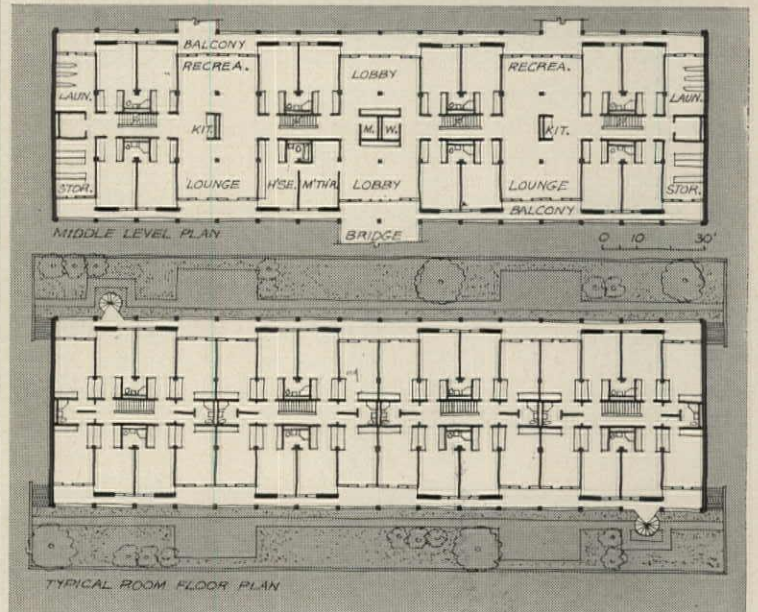 BALCONY
RECREA. LOBBY RECREA.
LAUN. LAUN.
KIT. M. W. KIT.
STOR. LOUNGE H'SE. M'TH'R. LOBBY LOUNGE STOR.
BALCONY
MIDDLE LEVEL PLAN BRIDGE 0 10 30'
TYPICAL ROOM FLOOR PLAN